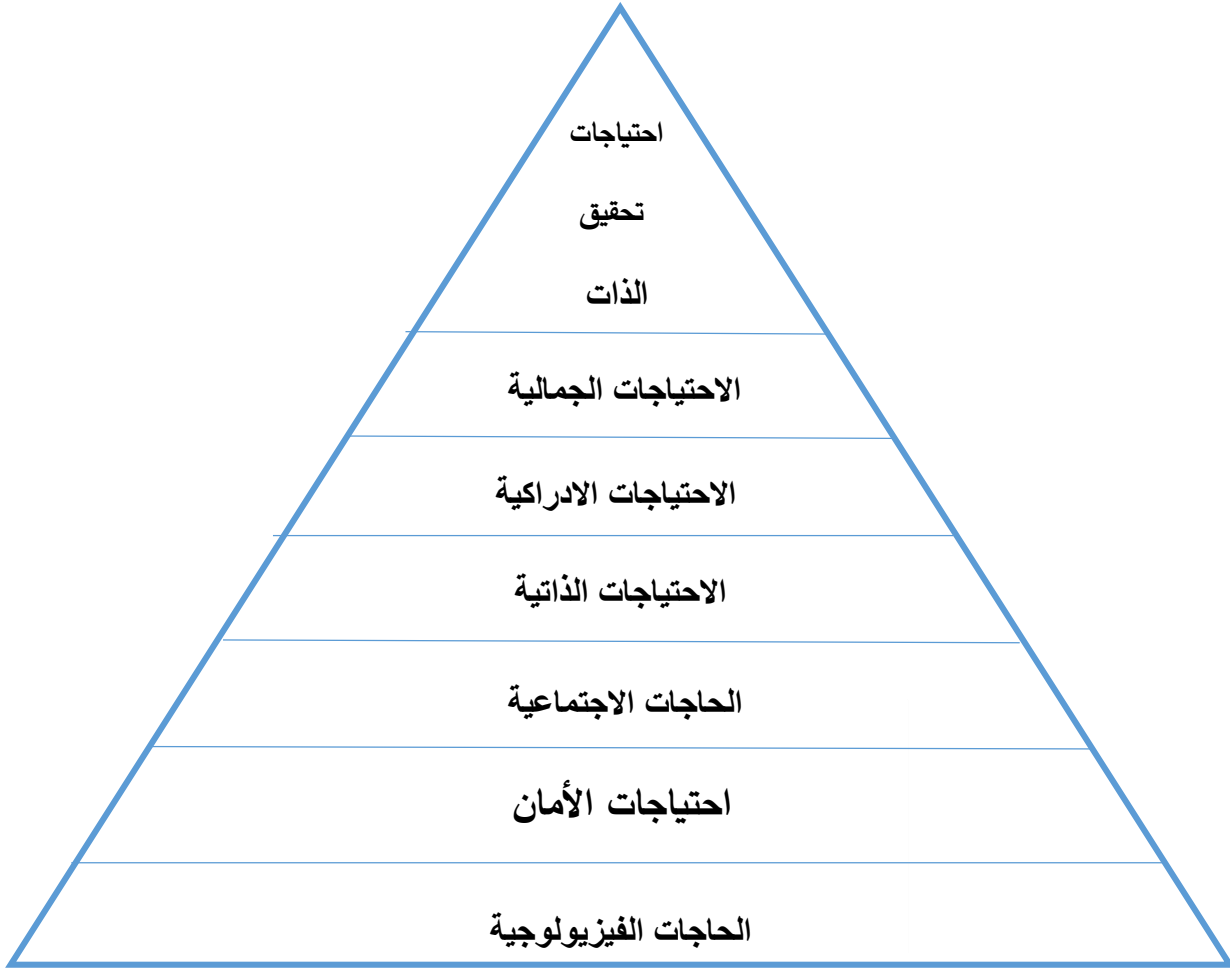 احتياجات
تحقيق
الذات
الاحتياجات الجمالية
الاحتياجات الادراكية
الاحتياجات الذاتية
الحاجات الاجتماعية
احتياجات الأمان
الحاجات الفيزيولوجية